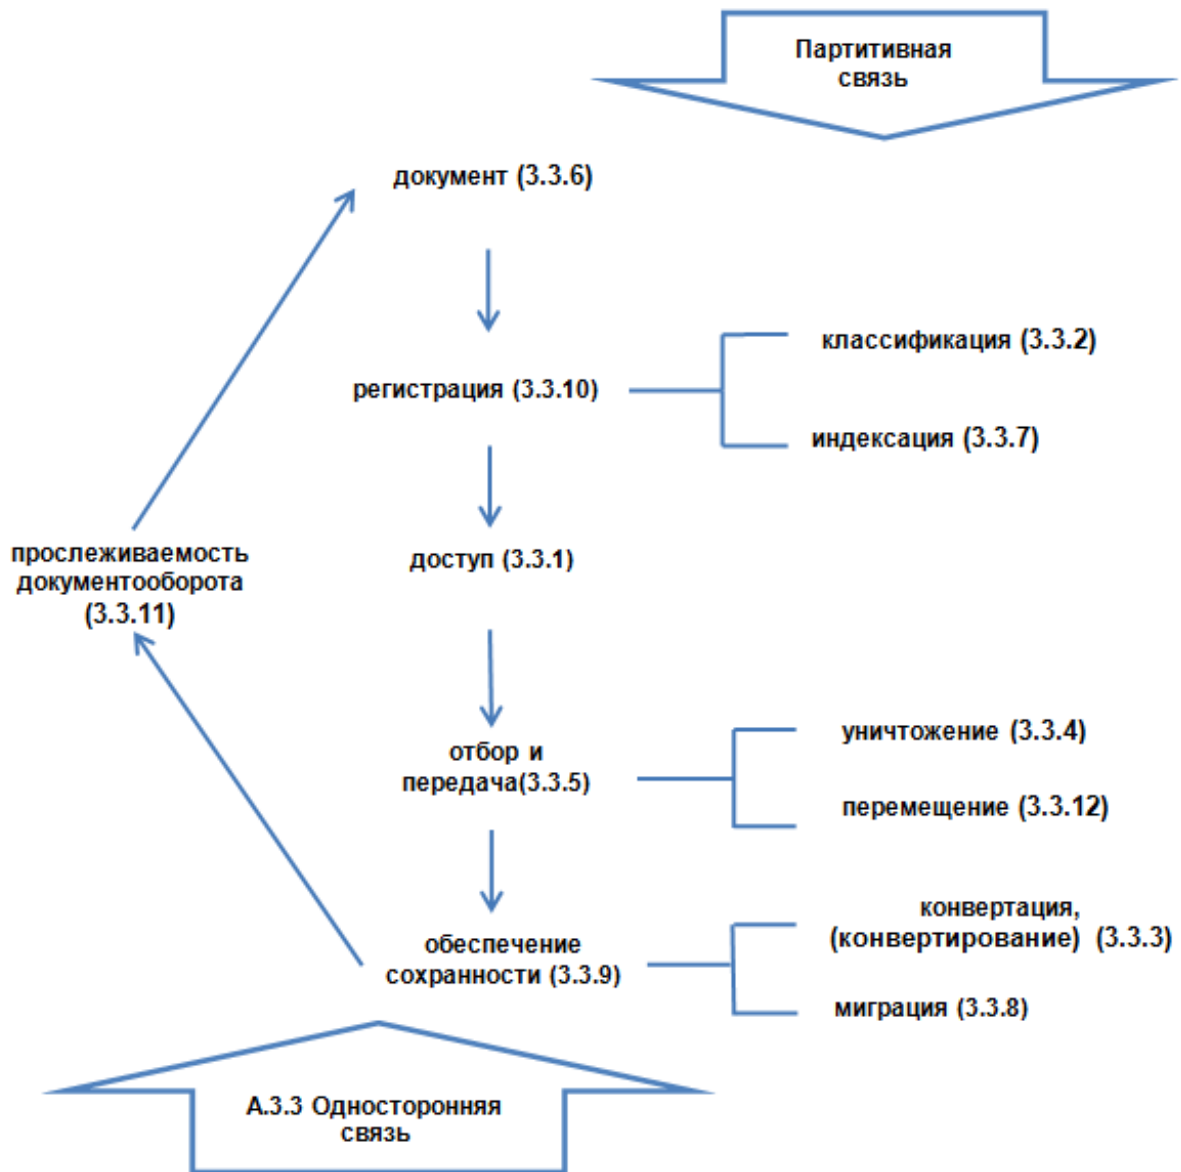 Партитивная
связь
документ (3.3.6)
классификация (3.3.2)
регистрация (3.3.10)
индексация (3.3.7)
прослеживаемость
документооборота
(3.3.11)
доступ (3.3.1)
уничтожение (3.3.4)
отбор и
передача(3.3.5)
перемещение (3.3.12)
конвертация,
(конвертирование) (3.3.3)
обеспечение
сохранности (3.3.9)
миграция (3.3.8)
А.3.3 Односторонняя
связь